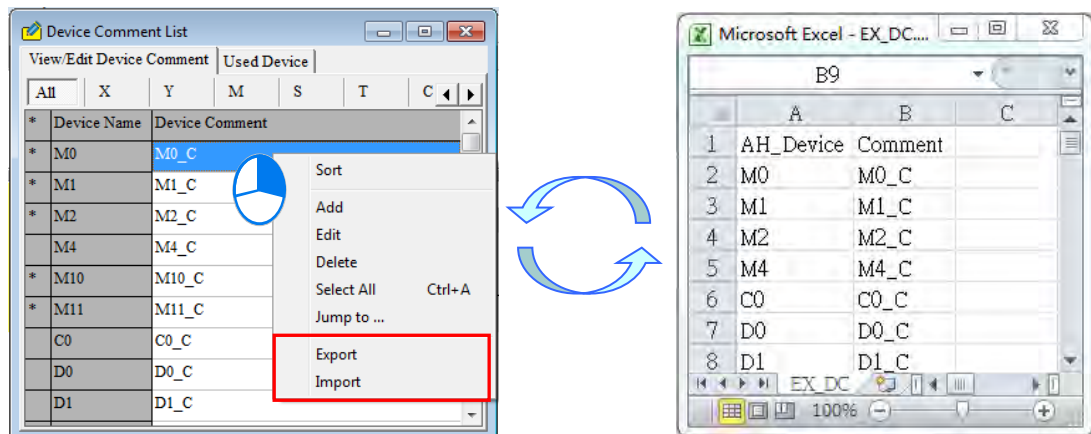 Device Comment List
View/Edit Device Comment Used Device
All X Y M S T C
* Device Name Device Comment
* M0 M0_C
* M1 M1_C
* M2 M2_C
M4 M4_C
* M10 M10_C
* M11 M11_C
C0 C0_C
D0 D0_C
D1 D1_C
Sort
Add
Edit
Delete
Select All Ctrl+A
Jump to ...
Export
Import
Microsoft Excel - EX_DC....
B9
A B C
1 AH_Device Comment
2 M0 M0_C
3 M1 M1_C
4 M2 M2_C
5 M4 M4_C
6 C0 C0_C
7 D0 D0_C
8 D1 D1_C
EX_DC
100%